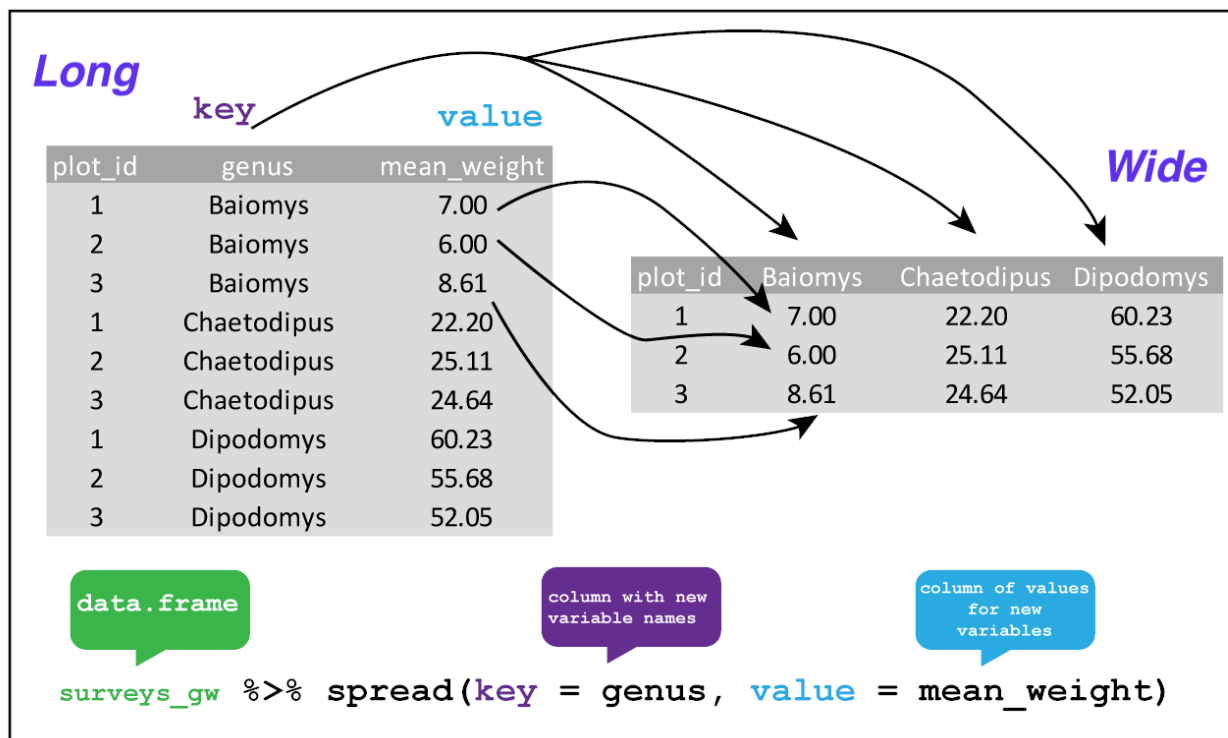 Long
key value
plot_id genus mean_weight
1 Baiomys 7.00
2 Baiomys 6.00
3 Baiomys 8.61
1 Chaetodipus 22.20
2 Chaetodipus 25.11
3 Chaetodipus 24.64
1 Dipodomys 60.23
2 Dipodomys 55.68
3 Dipodomys 52.05
Wide
plot_id Baiomys Chaetodipus Dipodomys
1 7.00 22.20 60.23
2 6.00 25.11 55.68
3 8.61 24.64 52.05
data.frame
column with new
variable names
column of values
for new
variables
surveys_gw %>% spread(key = genus, value = mean_weight)